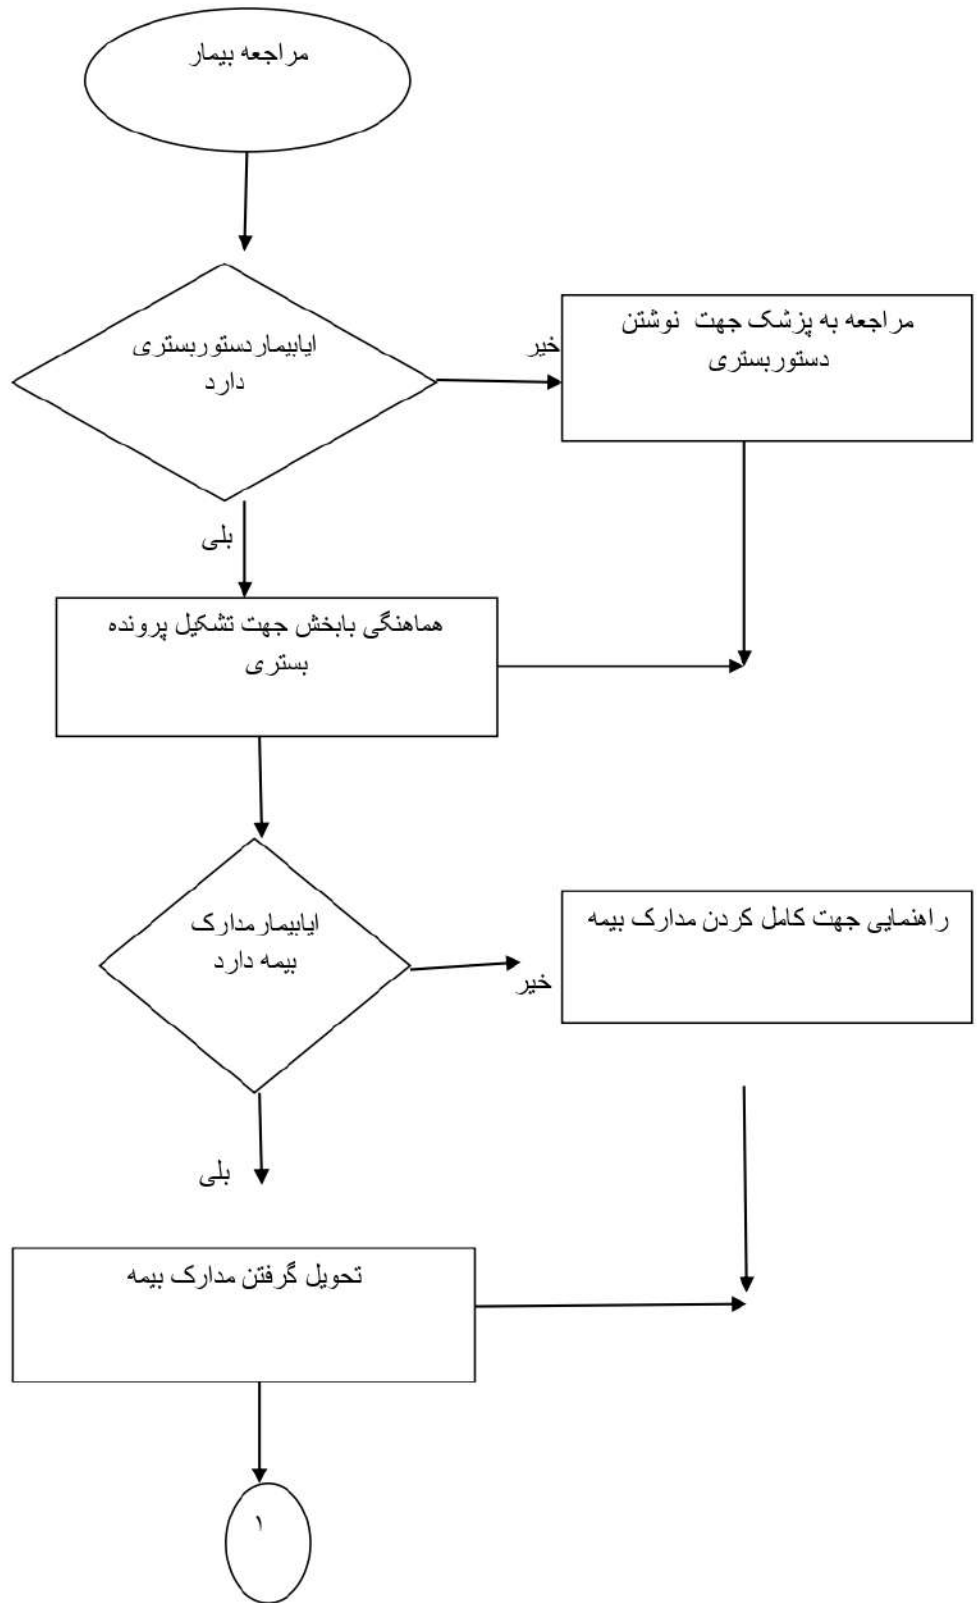 مراجعه بیمار
ایابیماردستوربستری
دارد
خیر
مراجعه به پزشک جهت نوشتن
دستوربستری
بلی
هماهنگی بابخش جهت تشکیل پرونده
بستری
ایابیمارمدارک
بیمه دارد
خیر
راهنمایی جهت کامل کردن مدارک بیمه
بلی
تحویل گرفتن مدارک بیمه
۱